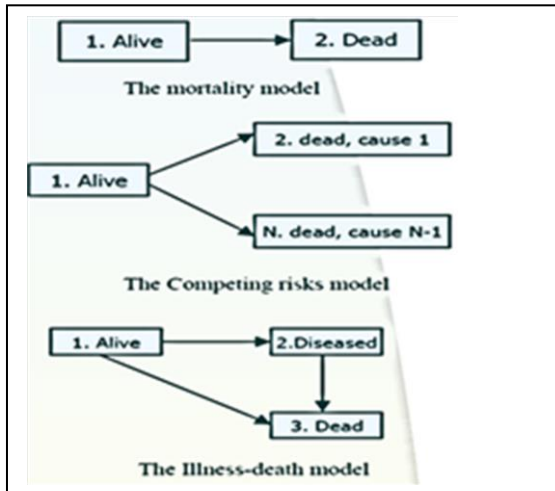 1. Alive
2. Dead
The mortality model
2. dead, cause 1
1. Alive
N. dead, cause N-1
The Competing risks model
1. Alive
2.Diseased
3. Dead
The Illness-death model